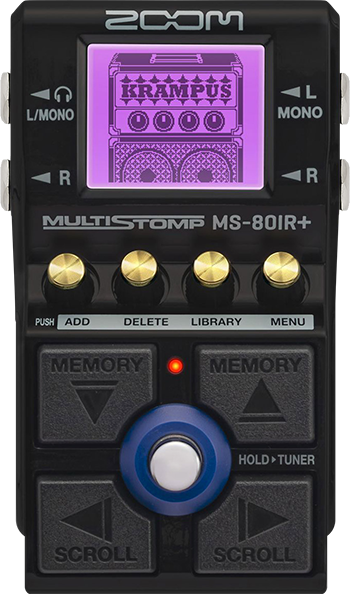 ZOOM
KRAMPUS
L/MONO
L
MONO
R
R
MULTISTOMP MS-80IR+
PUSH ADD DELETE LIBRARY MENU
MEMORY MEMORY
HOLD▸TUNER
SCROLL SCROLL